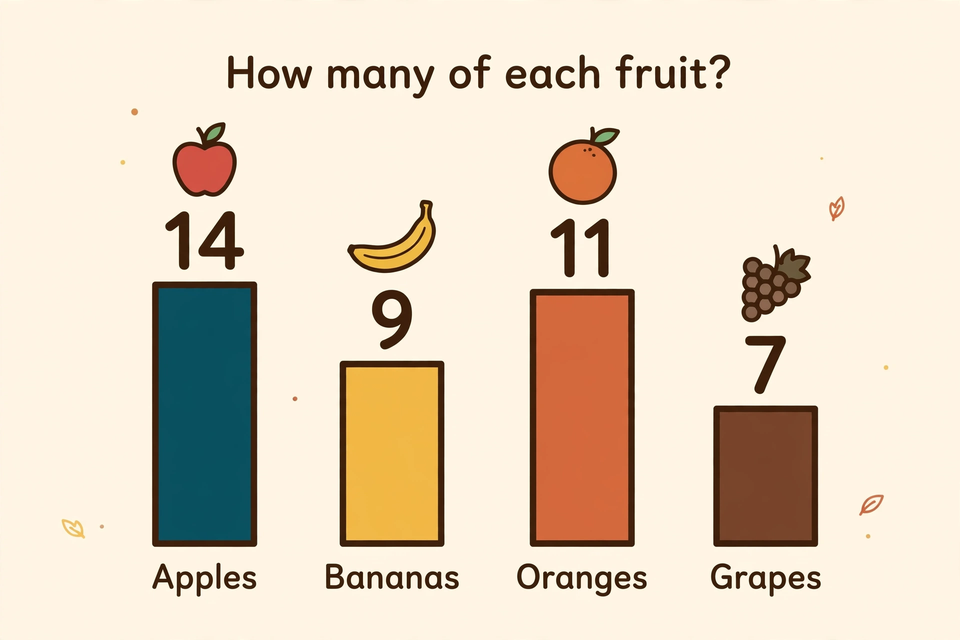 How many of each fruit?
14
9
11
7
Apples
Bananas
Oranges
Grapes